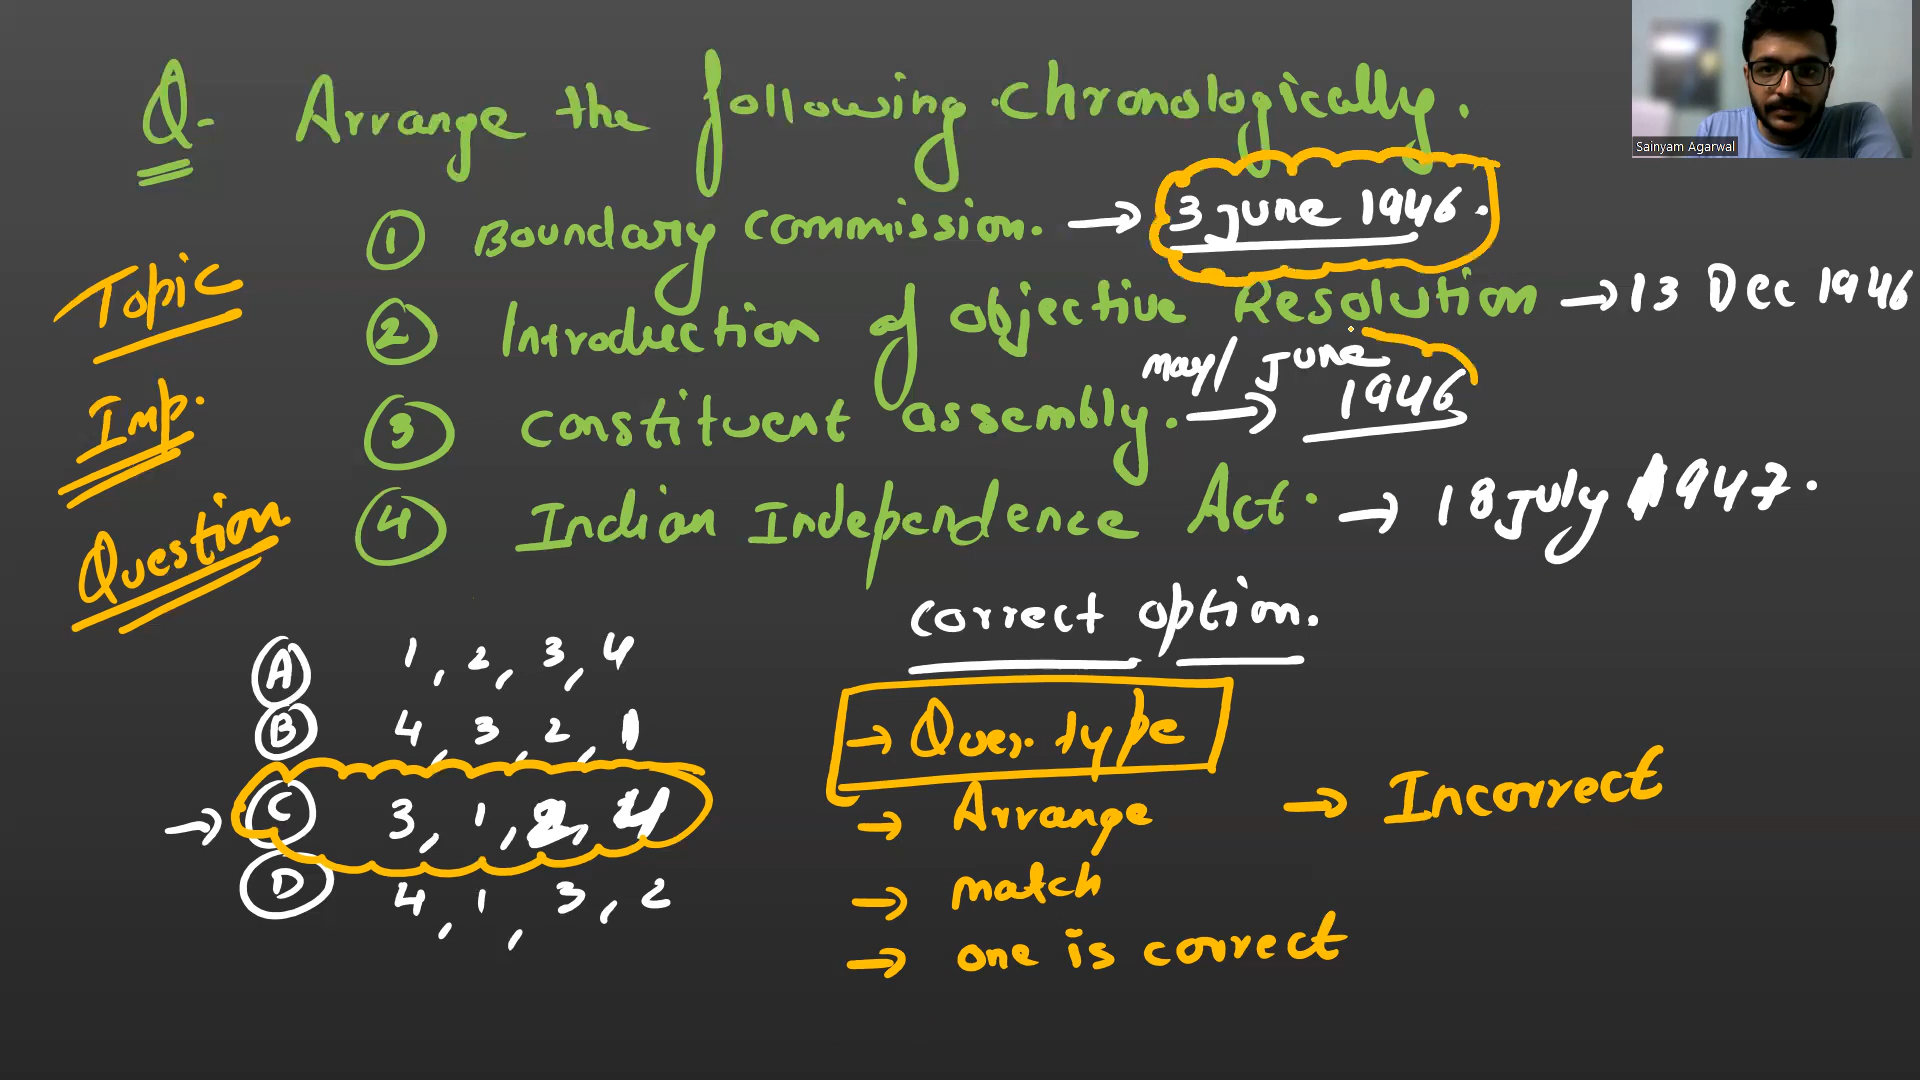 Q. Arrange the following chronologically.
Sainyam Agarwal
① Boundary commission. → 3 June 1946.
② Introduction of objective Resolution → 13 Dec 1946
③ constituent assembly. → may/ June 1946
④ Indian Independence Act. → 18 July 1947.
Topic
Imp.
Question
correct option.
A 1, 2, 3, 4
B 4, 3, 2, 1
→ C 3, 1, 2, 4
D 4, 1, 3, 2
→ Ques. type
→ Arrange → Incorrect
→ match
→ one is correct